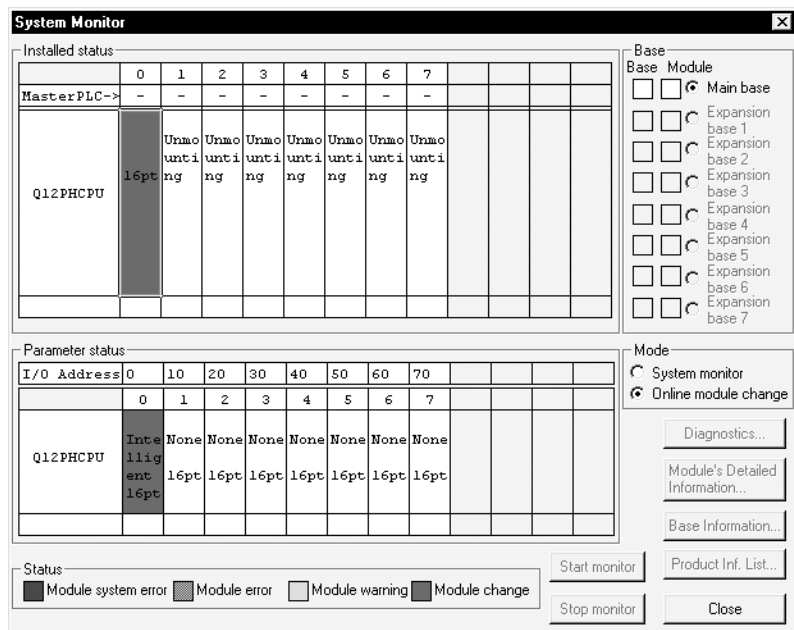 System Monitor
Installed status
0 1 2 3 4 5 6 7
MasterPLC-> - - - - - - - -
Q12PHCPU
16pt
Unmo Unmo Unmo Unmo Unmo Unmo Unmo
unti unti unti unti unti unti unti
ng ng ng ng ng ng ng
Base
Base Module
Main base
Expansion
base 1
Expansion
base 2
Expansion
base 3
Expansion
base 4
Expansion
base 5
Expansion
base 6
Expansion
base 7
Parameter status
I/O Address 0 10 20 30 40 50 60 70
0 1 2 3 4 5 6 7
Q12PHCPU
Inte
llig
ent
16pt
None None None None None None None
16pt 16pt 16pt 16pt 16pt 16pt 16pt
Mode
System monitor
Online module change
Diagnostics...
Module's Detailed
Information...
Base Information...
Product Inf. List...
Status
Module system error Module error Module warning Module change
Start monitor
Stop monitor
Close